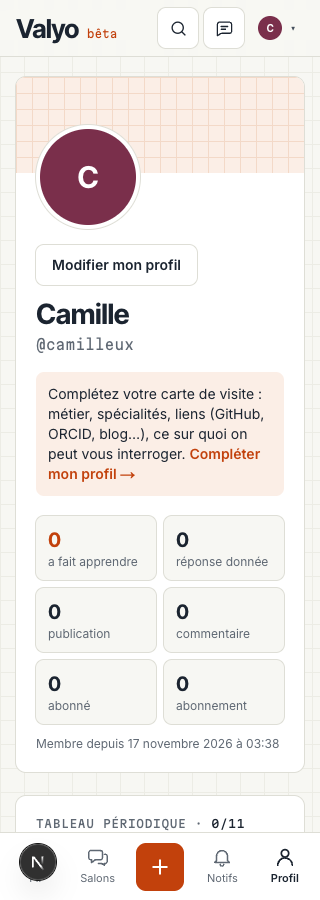 Valyo bêta
C
C
Modifier mon profil
Camille
@camilleux
Complétez votre carte de visite :
métier, spécialités, liens (GitHub,
ORCID, blog…), ce sur quoi on
peut vous interroger. Compléter
mon profil →
0
a fait apprendre
0
réponse donnée
0
publication
0
commentaire
0
abonné
0
abonnement
Membre depuis 17 novembre 2026 à 03:38
TABLEAU PÉRIODIQUE · 0/11
N
Salons
+
Notifs
Profil